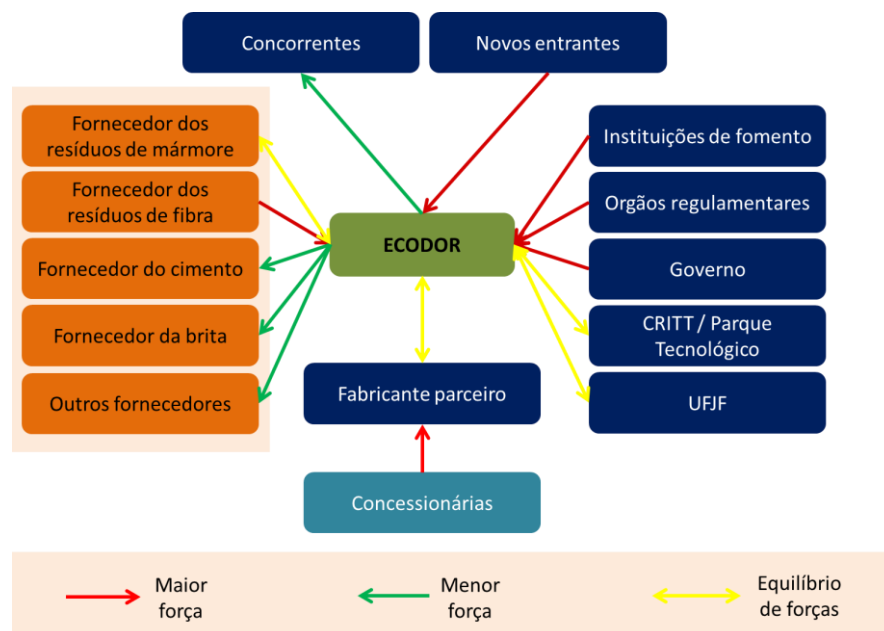 Concorrentes
Novos entrantes
Fornecedor dos
resíduos de mármore
Fornecedor dos
resíduos de fibra
Fornecedor do cimento
Fornecedor da brita
Outros fornecedores
ECODOR
Fabricante parceiro
Concessionárias
Instituições de fomento
Orgãos regulamentares
Governo
CRITT / Parque
Tecnológico
UFJF
Maior
força
Menor
força
Equilíbrio
de forças